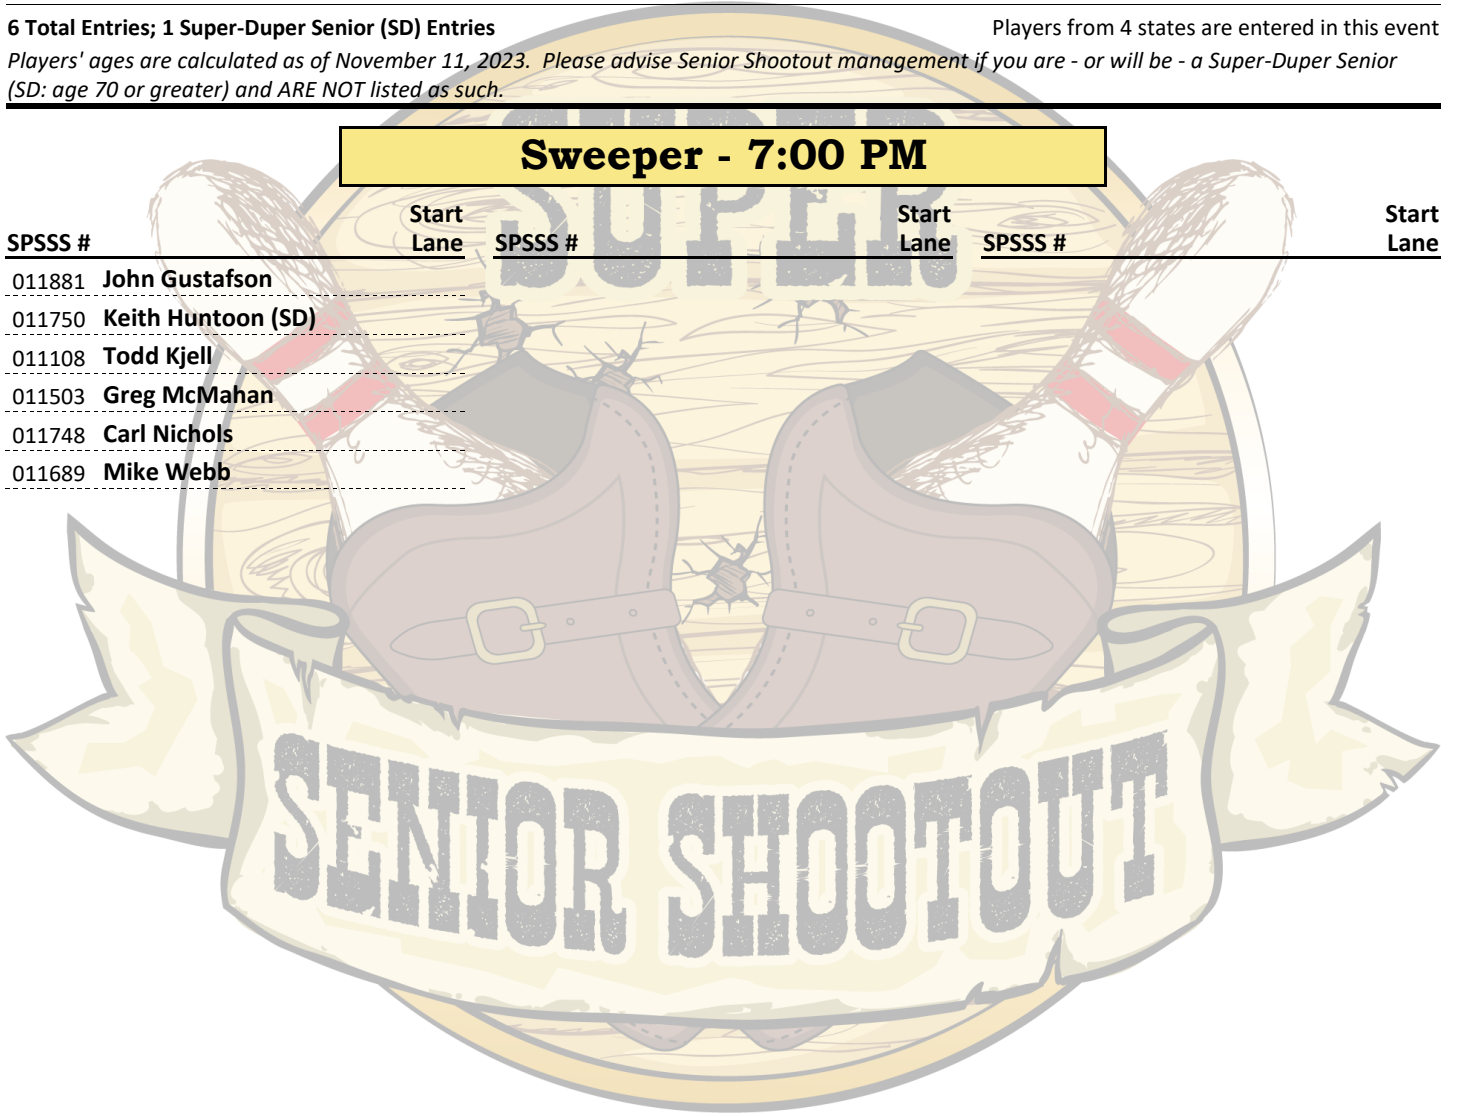 6 Total Entries; 1 Super-Duper Senior (SD) Entries
Players from 4 states are entered in this event
Players' ages are calculated as of November 11, 2023.  Please advise Senior Shootout management if you are - or will be - a Super-Duper Senior
(SD: age 70 or greater) and ARE NOT listed as such.
Sweeper - 7:00 PM
SPSSS # Start Lane
SPSSS # Start Lane
SPSSS # Start Lane
011881 John Gustafson
011750 Keith Huntoon (SD)
011108 Todd Kjell
011503 Greg McMahan
011748 Carl Nichols
011689 Mike Webb
SUPER
SENIOR SHOOTOUT